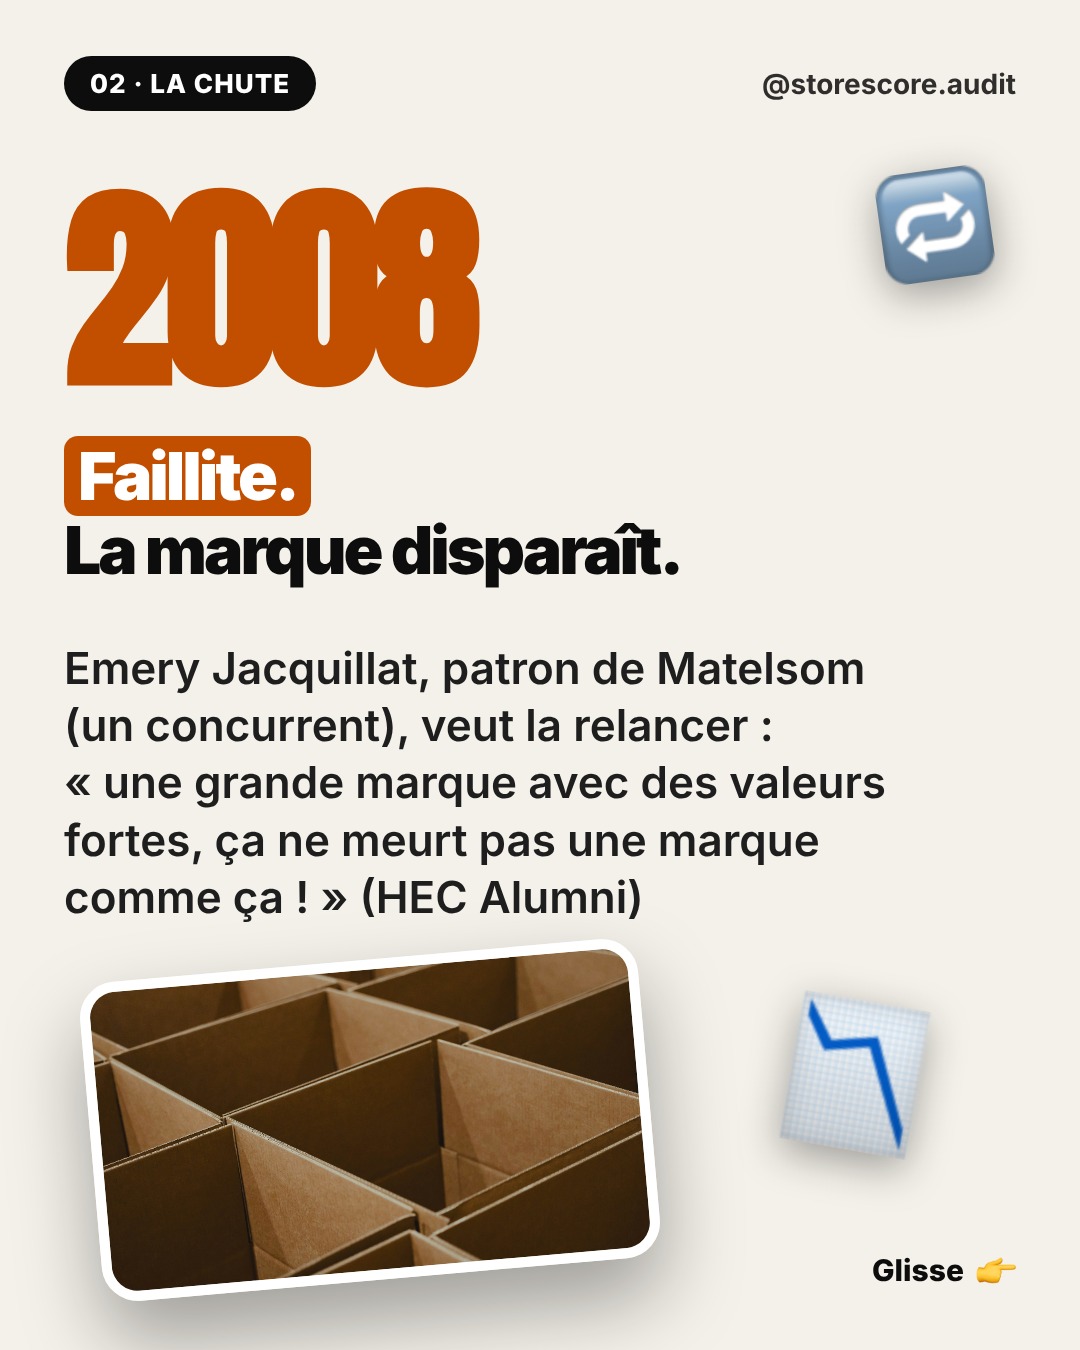 02 · LA CHUTE
@storescore.audit
2008
Faillite.
La marque disparaît.
Emery Jacquillat, patron de Matelsom
(un concurrent), veut la relancer :
« une grande marque avec des valeurs
fortes, ça ne meurt pas une marque
comme ça ! » (HEC Alumni)
Glisse 👉